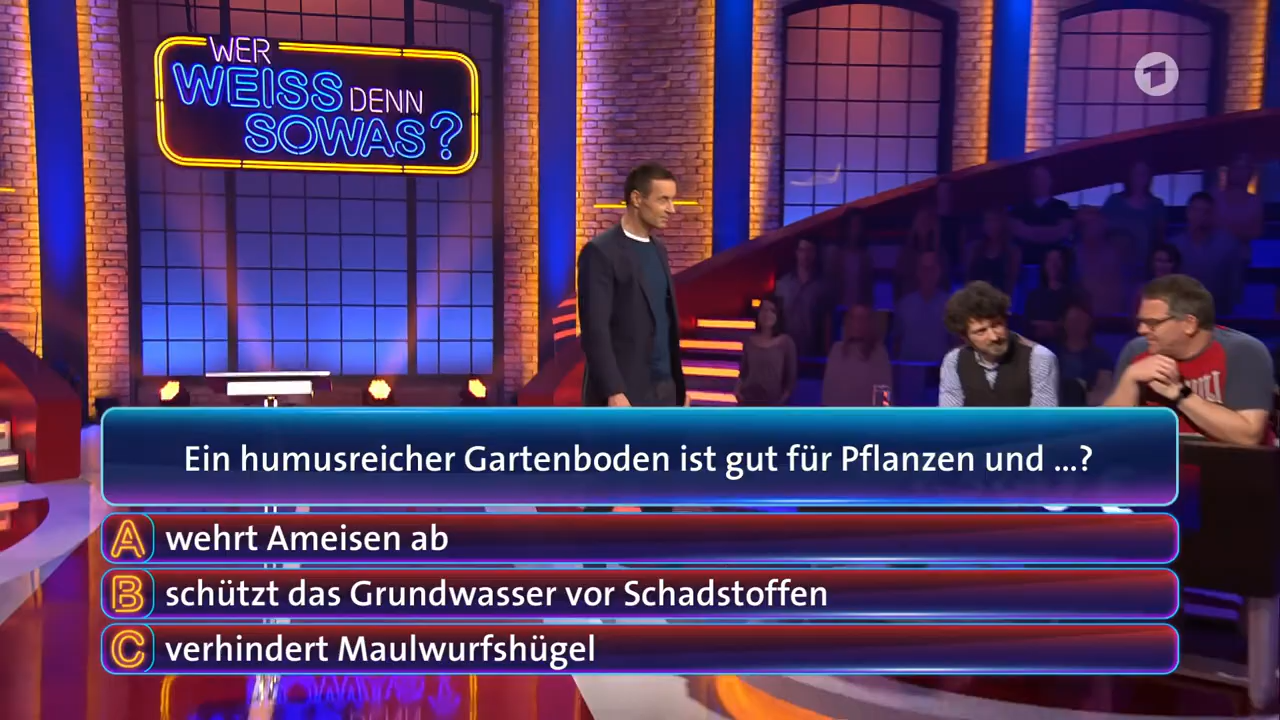 WER
WEISS DENN
SOWAS?
1
Ein humusreicher Gartenboden ist gut für Pflanzen und ...?
A wehrt Ameisen ab
B schützt das Grundwasser vor Schadstoffen
C verhindert Maulwurfshügel